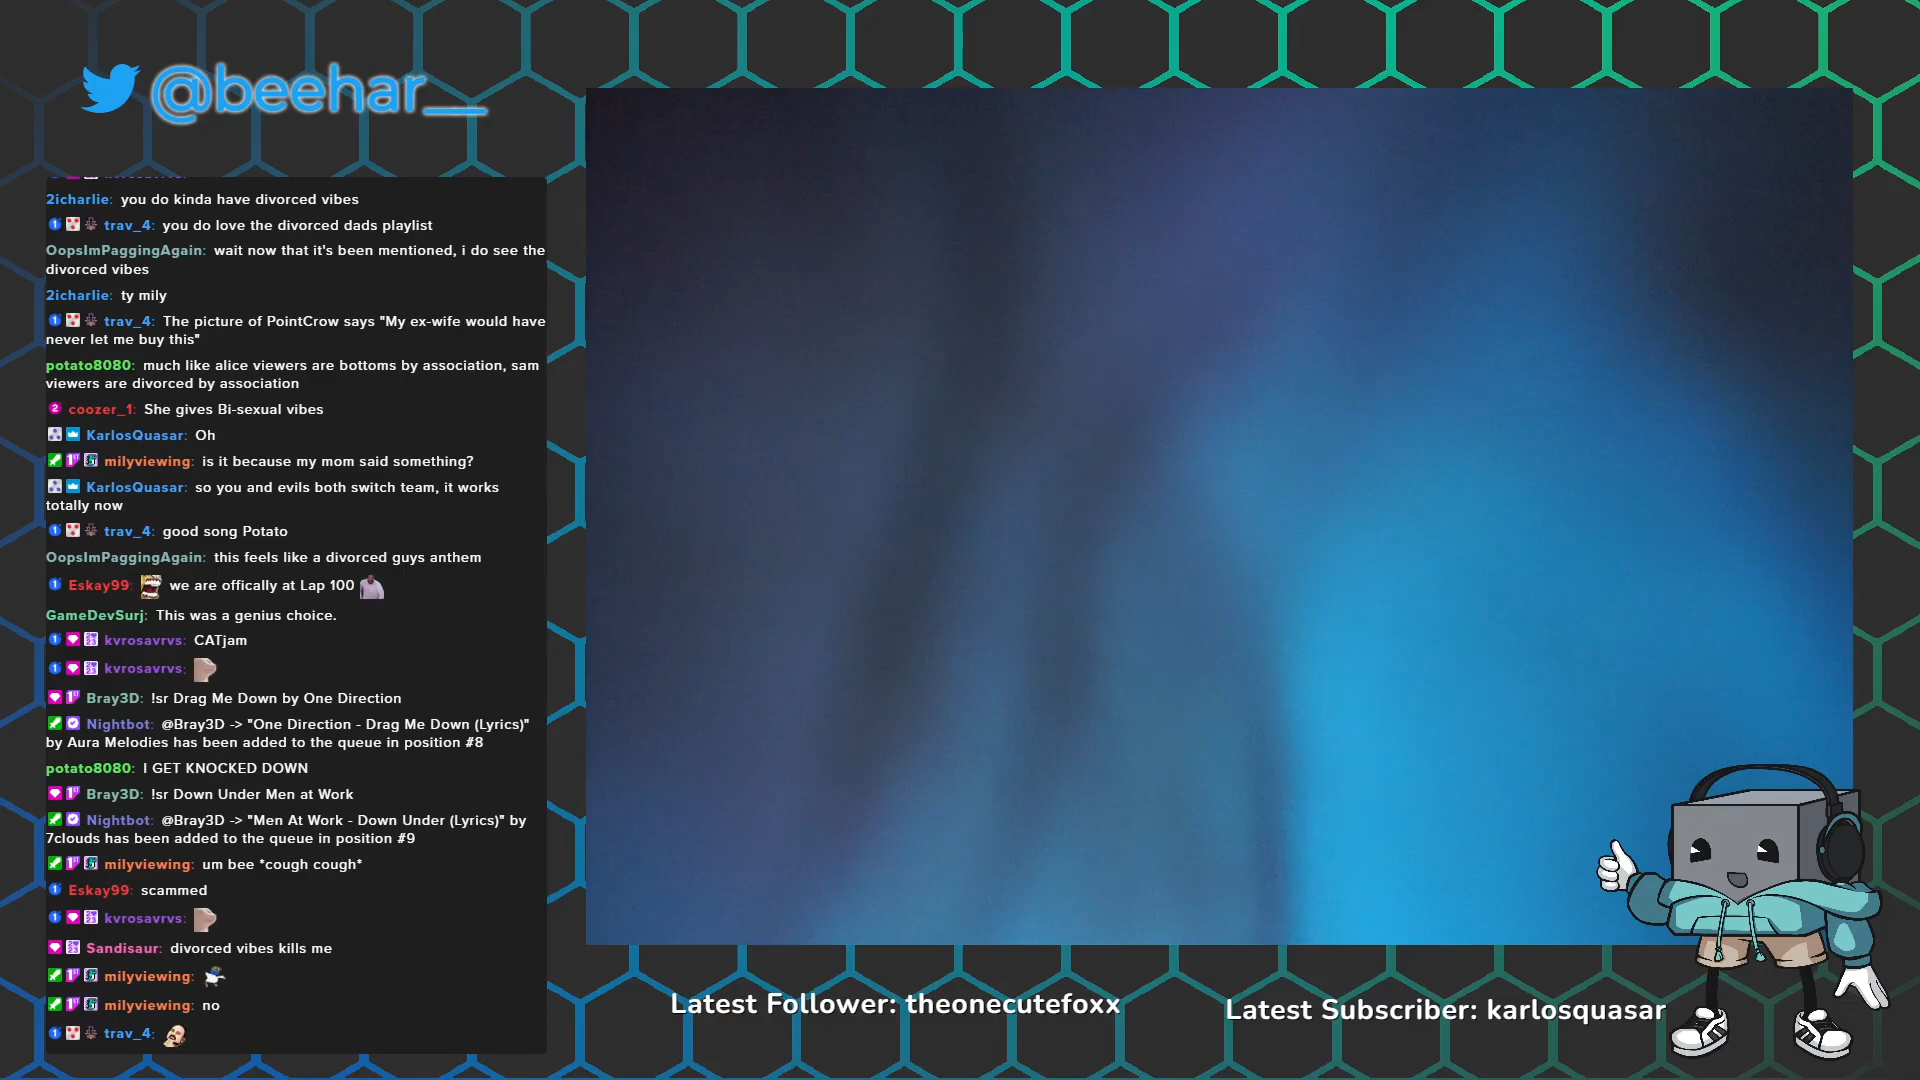 @beehar__
2icharlie: you do kinda have divorced vibes
trav_4: you do love the divorced dads playlist
OopsImPaggingAgain: wait now that it's been mentioned, i do see the
divorced vibes
2icharlie: ty mily
trav_4: The picture of PointCrow says "My ex-wife would have
never let me buy this"
potato8080: much like alice viewers are bottoms by association, sam
viewers are divorced by association
coozer_1: She gives Bi-sexual vibes
KarlosQuasar: Oh
milyviewing: is it because my mom said something?
KarlosQuasar: so you and evils both switch team, it works
totally now
trav_4: good song Potato
OopsImPaggingAgain: this feels like a divorced guys anthem
Eskay99: we are offically at Lap 100
GameDevSurj: This was a genius choice.
kvrosavrvs: CATjam
kvrosavrvs:
Bray3D: !sr Drag Me Down by One Direction
Nightbot: @Bray3D -> "One Direction - Drag Me Down (Lyrics)"
by Aura Melodies has been added to the queue in position #8
potato8080: I GET KNOCKED DOWN
Bray3D: !sr Down Under Men at Work
Nightbot: @Bray3D -> "Men At Work - Down Under (Lyrics)" by
7clouds has been added to the queue in position #9
milyviewing: um bee *cough cough*
Eskay99: scammed
kvrosavrvs:
Sandisaur: divorced vibes kills me
milyviewing:
milyviewing: no
trav_4:
Latest Follower: theonecutefoxx
Latest Subscriber: karlosquasar